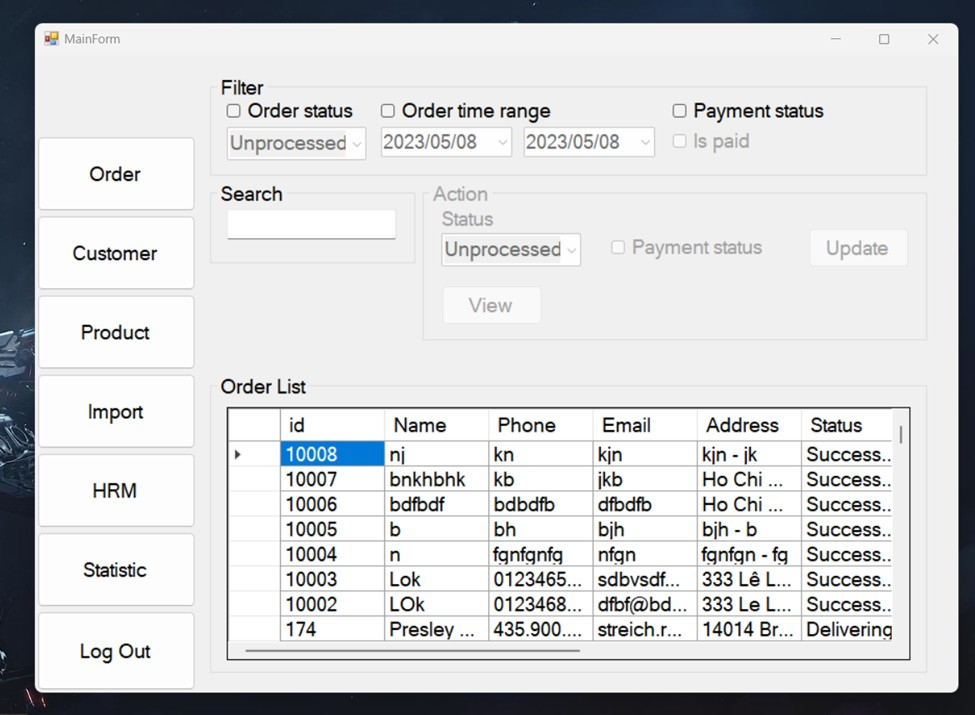 MainForm
Filter
Order status
Order time range
Payment status
Unprocessed
2023/05/08
2023/05/08
Is paid
Order
Customer
Product
Import
HRM
Statistic
Log Out
Search
Action
Status
Unprocessed
Payment status
Update
View
Order List
id Name Phone Email Address Status
10008 nj kn kjn kjn - jk Success...
10007 bnkhbhk kb jkb Ho Chi ... Success...
10006 bdfbdf bdbdfb dfbdfb Ho Chi ... Success...
10005 b bh bjh bjh - b Success...
10004 n fgnfgnfg nfgn fgnfgn - fg Success...
10003 Lok 0123465... sdbvsdf... 333 Lê L... Success...
10002 LOk 0123468... dfbf@bd... 333 Le L... Success...
174 Presley ... 435.900.... streich.r... 14014 Br... Delivering